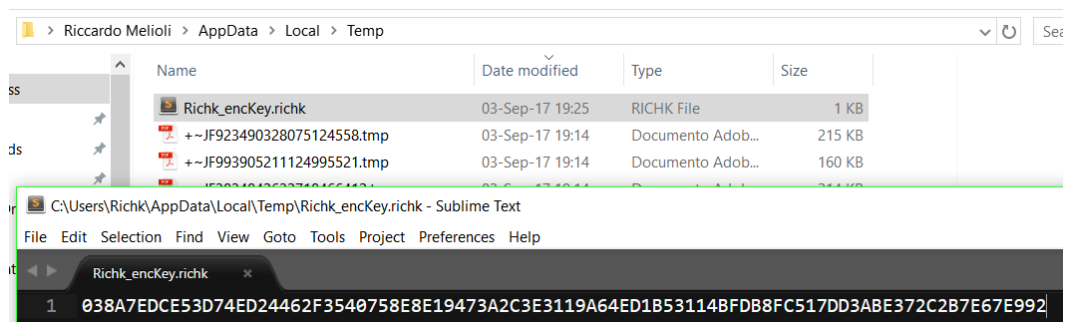 Riccardo Melioli > AppData > Local > Temp
Sea
Name Date modified Type Size
ss
Richk_encKey.richk 03-Sep-17 19:25 RICHK File 1 KB
+~JF923490328075124558.tmp 03-Sep-17 19:14 Documento Adob... 215 KB
ds
+~JF993905211124995521.tmp 03-Sep-17 19:14 Documento Adob... 160 KB
C:\Users\Richk\AppData\Local\Temp\Richk_encKey.richk - Sublime Text
File Edit Selection Find View Goto Tools Project Preferences Help
Richk_encKey.richk ×
1 038A7EDCE53D74ED24462F3540758E8E19473A2C3E3119A64ED1B53114BFDB8FC517DD3ABE372C2B7E67E992